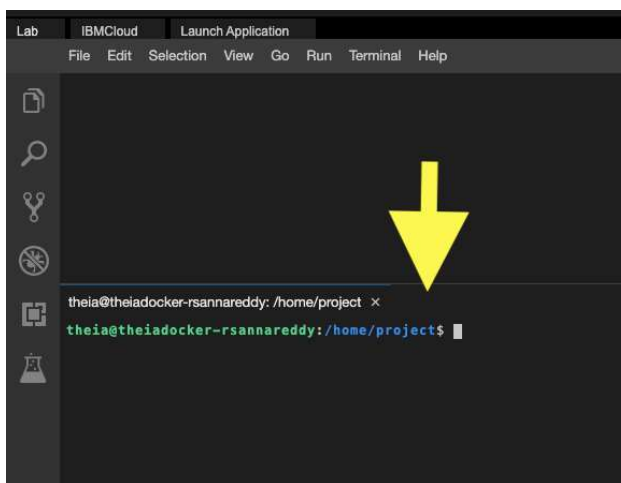 Lab IBMCloud Launch Application
File Edit Selection View Go Run Terminal Help
theia@theiadocker-rsannareddy: /home/project ×
theia@theiadocker-rsannareddy:/home/project$